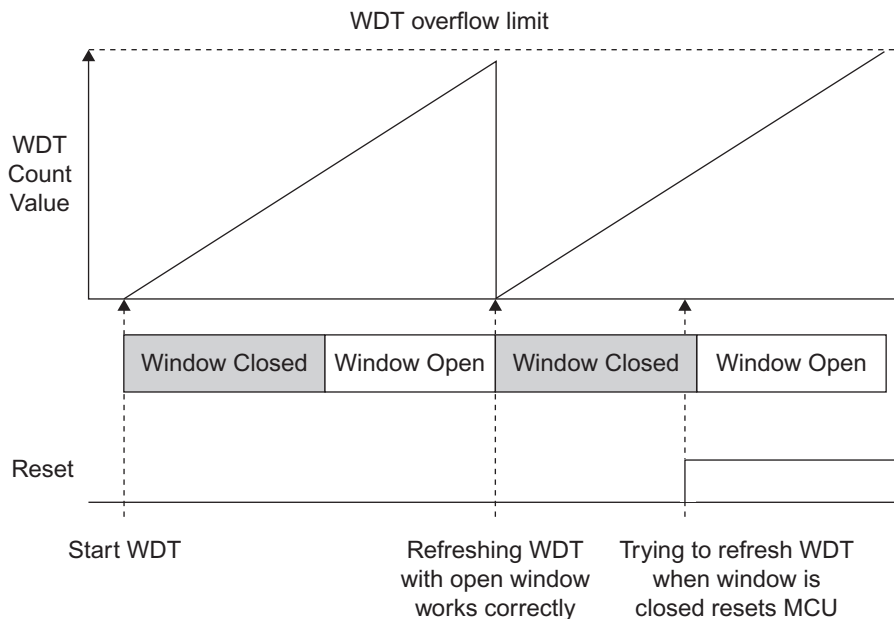 WDT overflow limit
WDT
Count
Value
Window Closed
Window Open
Window Closed
Window Open
Reset
Start WDT
Refreshing WDT
with open window
works correctly
Trying to refresh WDT
when window is
closed resets MCU